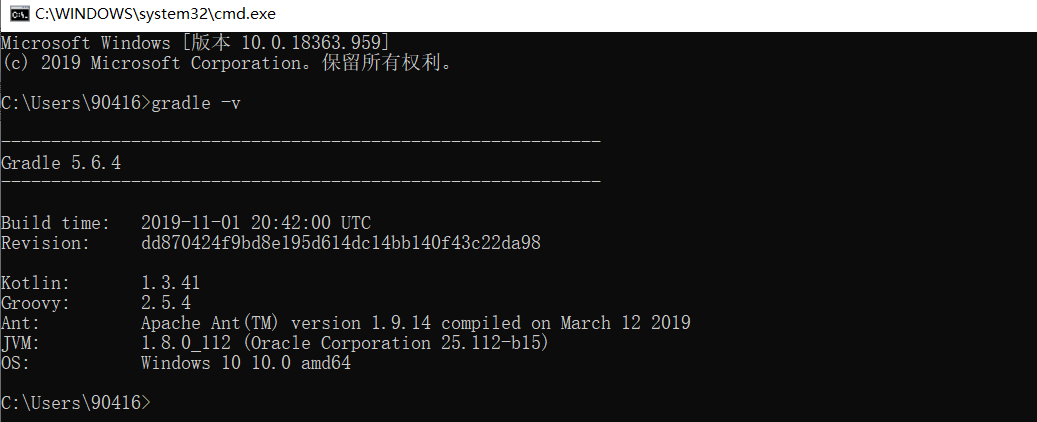 C:\WINDOWS\system32\cmd.exe
Microsoft Windows [版本 10.0.18363.959]
(c) 2019 Microsoft Corporation。保留所有权利。
C:\Users\90416>gradle -v
------------------------------------------------------------
Gradle 5.6.4
------------------------------------------------------------
Build time:   2019-11-01 20:42:00 UTC
Revision:     dd870424f9bd8e195d614dc14bb140f43c22da98
Kotlin:       1.3.41
Groovy:       2.5.4
Ant:          Apache Ant(TM) version 1.9.14 compiled on March 12 2019
JVM:          1.8.0_112 (Oracle Corporation 25.112-b15)
OS:           Windows 10 10.0 amd64
C:\Users\90416>